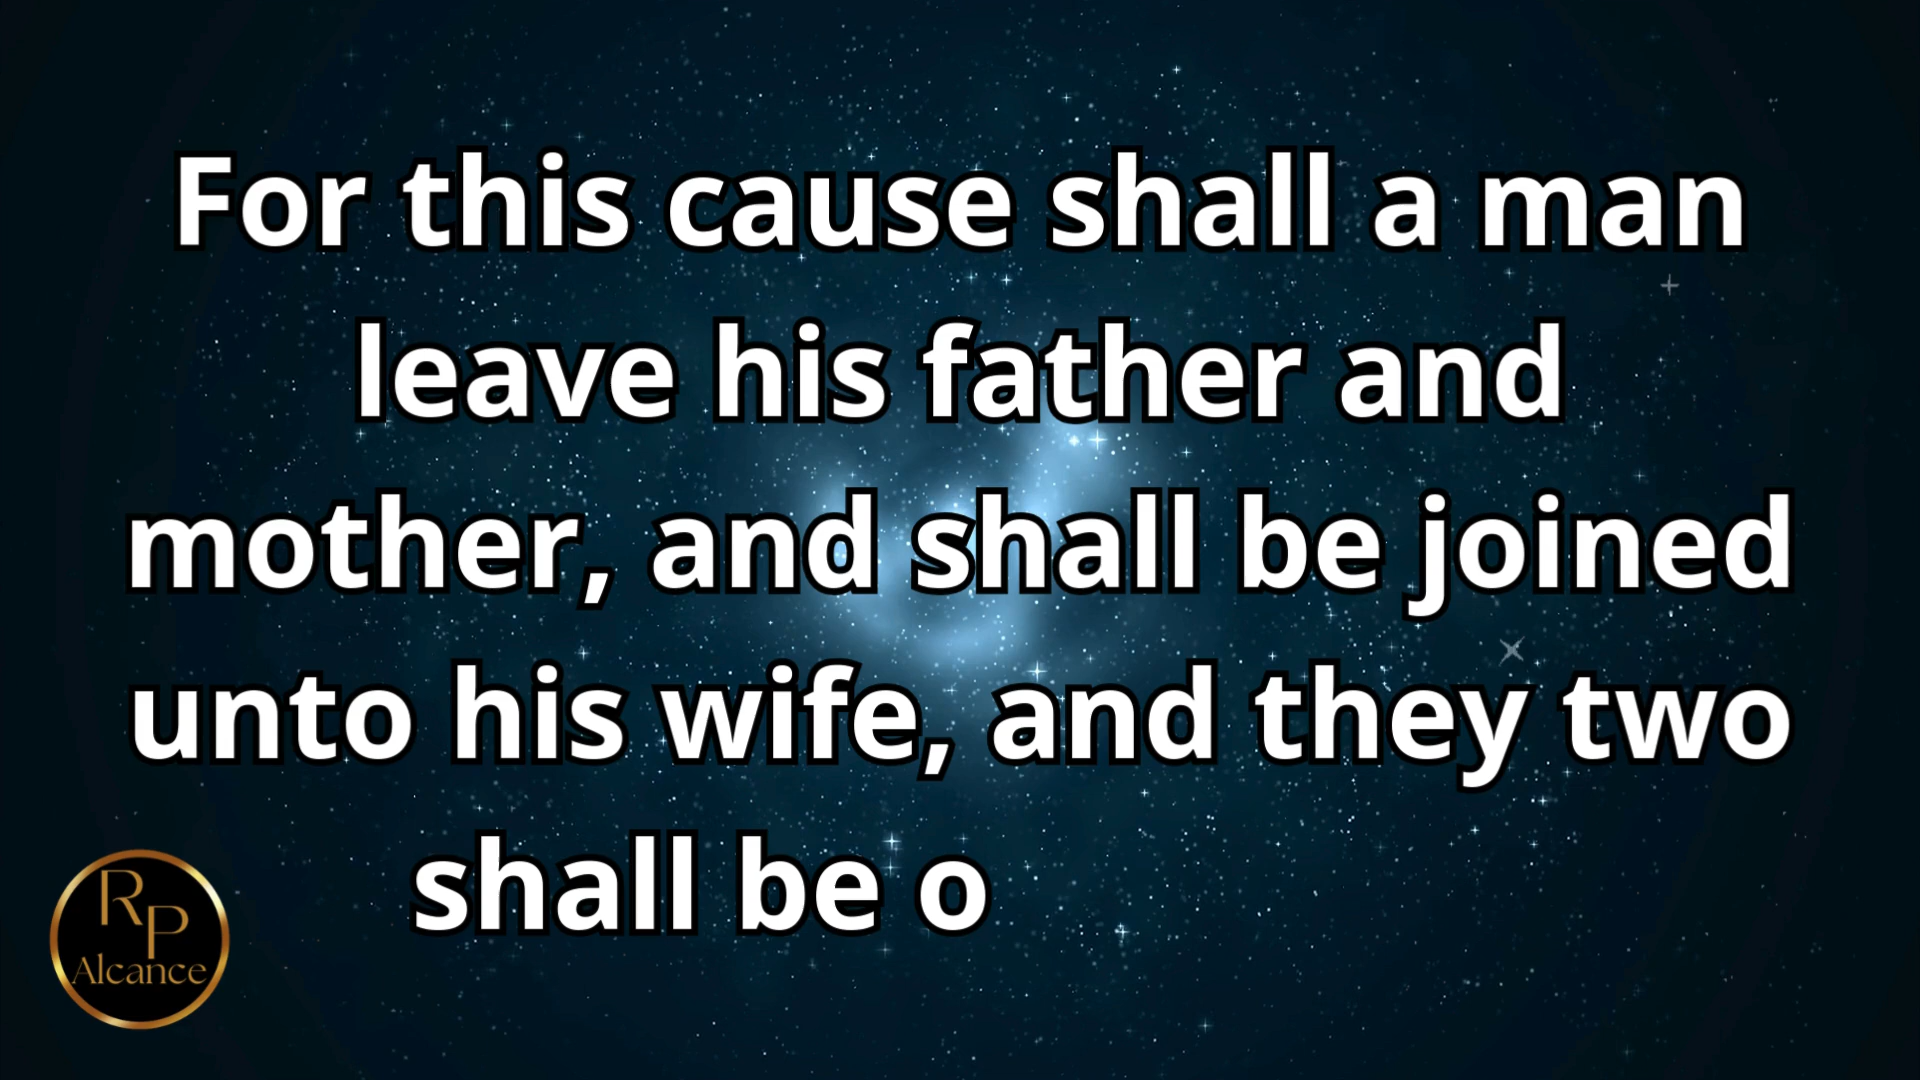 For this cause shall a man
leave his father and
mother, and shall be joined
unto his wife, and they two
shall be o
RP
Alcance